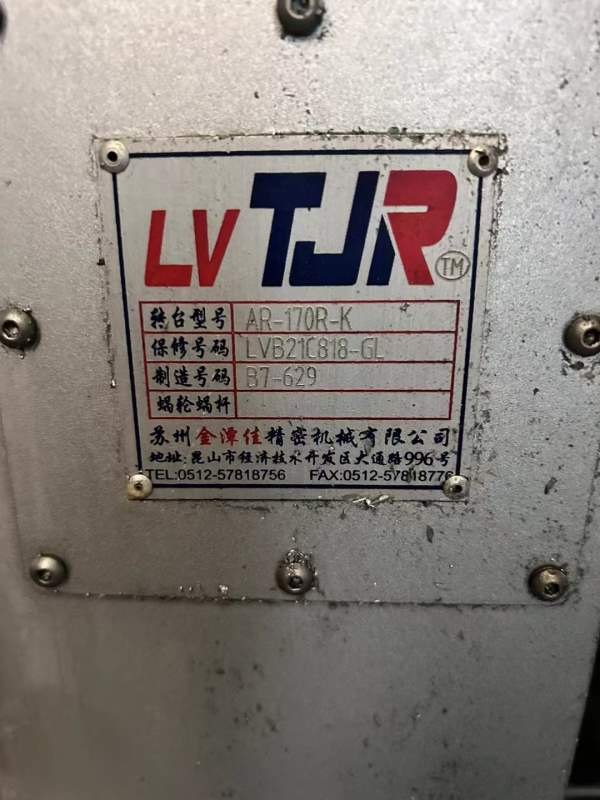 LV TJR TM
转台型号 AR-170R-K
保修号码 LVB21C818-GL
制造号码 B7-629
蜗轮蜗杆
苏州金潭佳精密机械有限公司
地址:昆山市经济技术开发区大通路996号
TEL:0512-57818756 FAX:0512-57818776